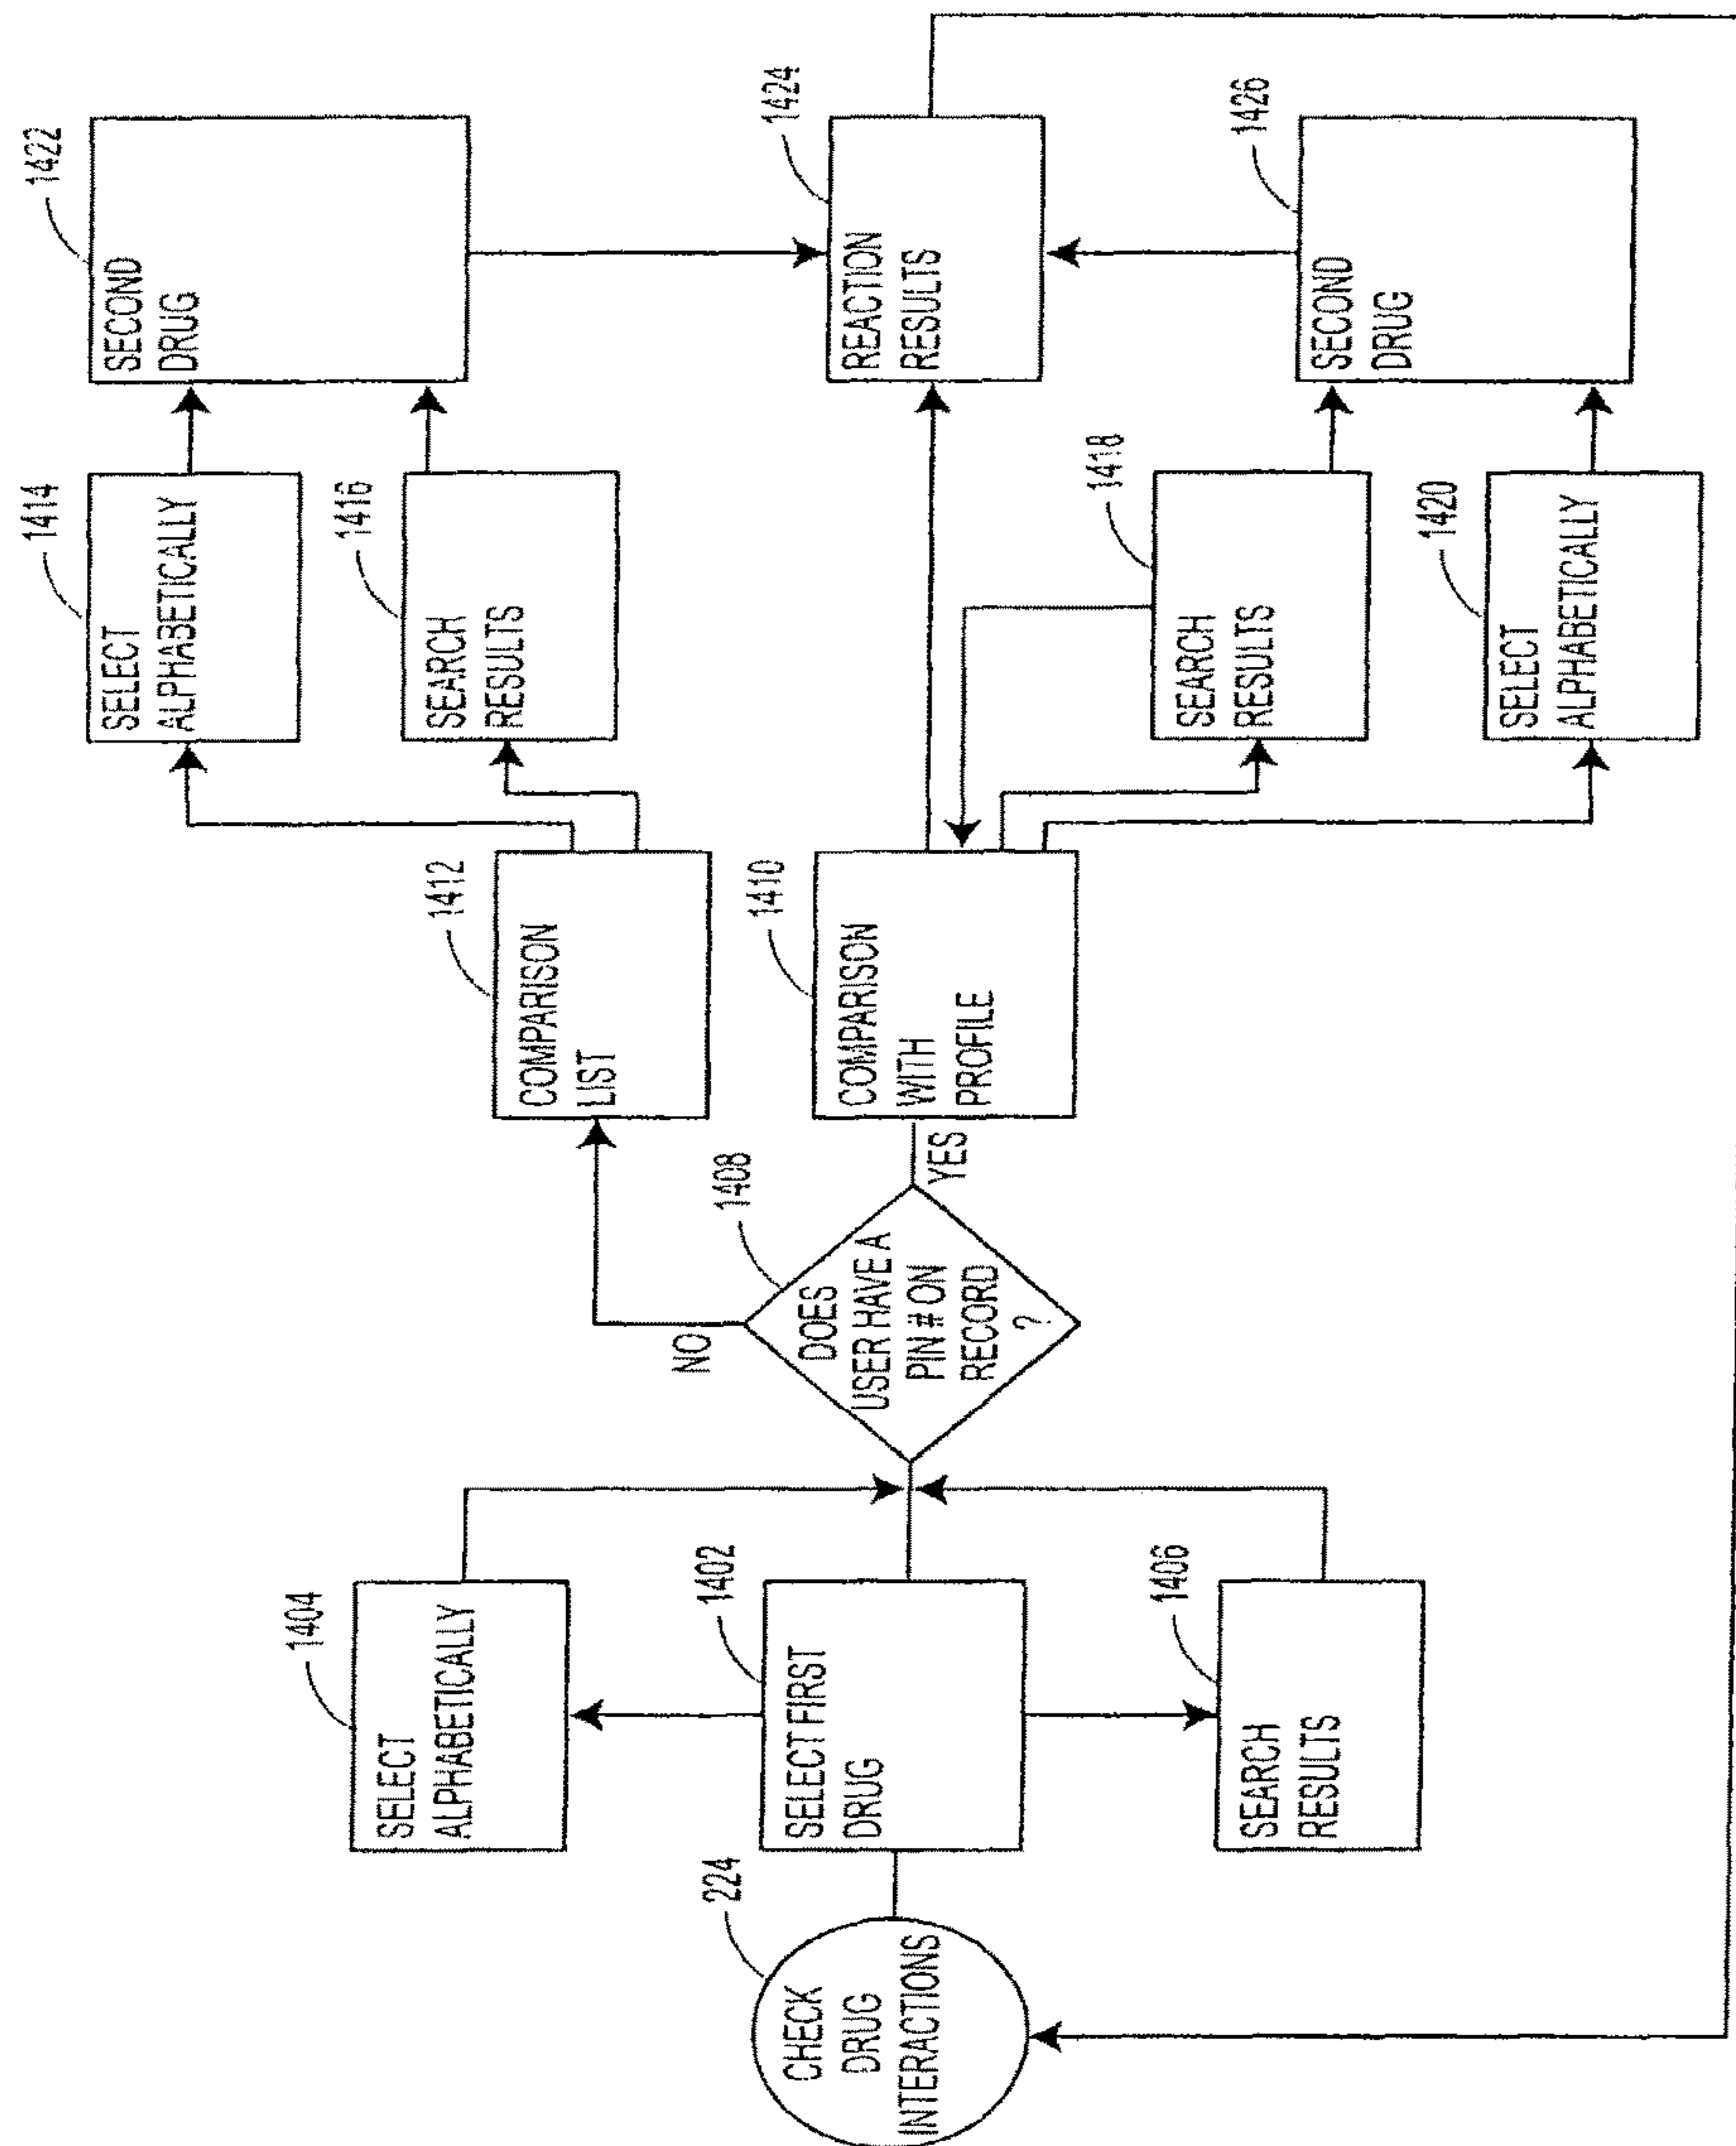 224
CHECK
DRUG
INTERACTIONS
1404
SELECT
ALPHABETICALLY
1402
SELECT FIRST
DRUG
1406
SEARCH
RESULTS
1408
DOES
USER HAVE A
PIN # ON
RECORD
?
NO
YES
1412
COMPARISON
LIST
1410
COMPARISON
WITH
PROFILE
1414
SELECT
ALPHABETICALLY
1416
SEARCH
RESULTS
1418
SEARCH
RESULTS
1420
SELECT
ALPHABETICALLY
1422
SECOND
DRUG
1424
REACTION
RESULTS
1426
SECOND
DRUG